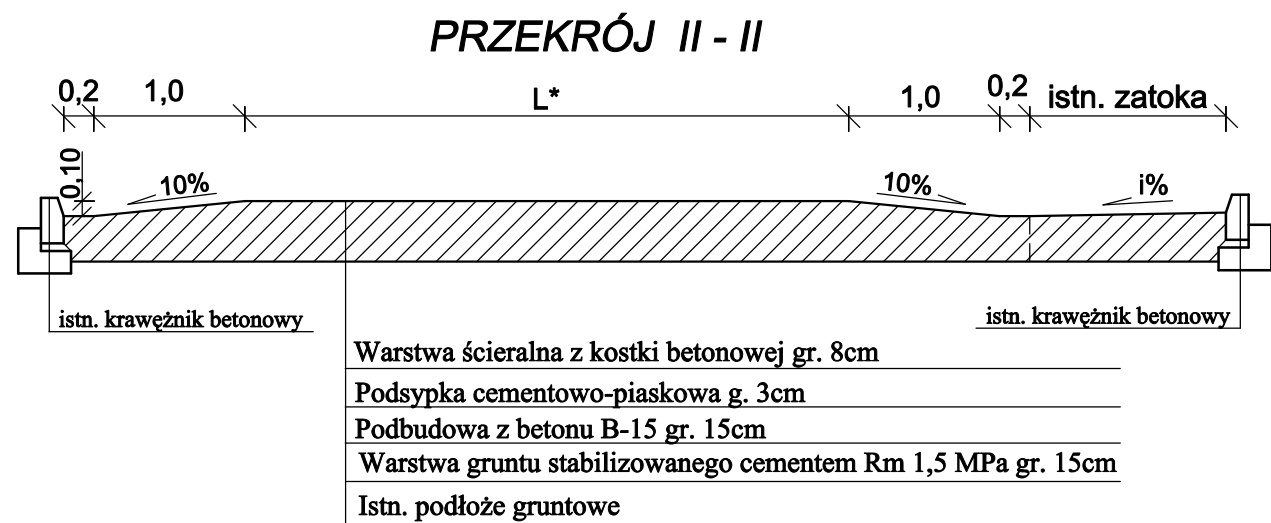 PRZEKRÓJ II - II
0,2 1,0 L* 1,0 0,2 istn. zatoka
0,10
10% 10% i%
istn. krawężnik betonowy istn. krawężnik betonowy
Warstwa ścieralna z kostki betonowej gr. 8cm
Podsypka cementowo-piaskowa g. 3cm
Podbudowa z betonu B-15 gr. 15cm
Warstwa gruntu stabilizowanego cementem Rm 1,5 MPa gr. 15cm
Istn. podłoże gruntowe